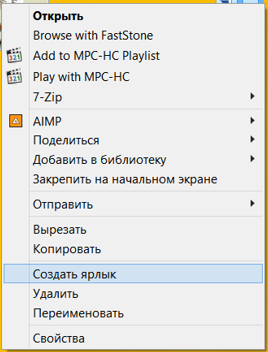 Открыть
Browse with FastStone
Add to MPC-HC Playlist
Play with MPC-HC
7-Zip
AIMP
Поделиться
Добавить в библиотеку
Закрепить на начальном экране
Отправить
Вырезать
Копировать
Создать ярлык
Удалить
Переименовать
Свойства